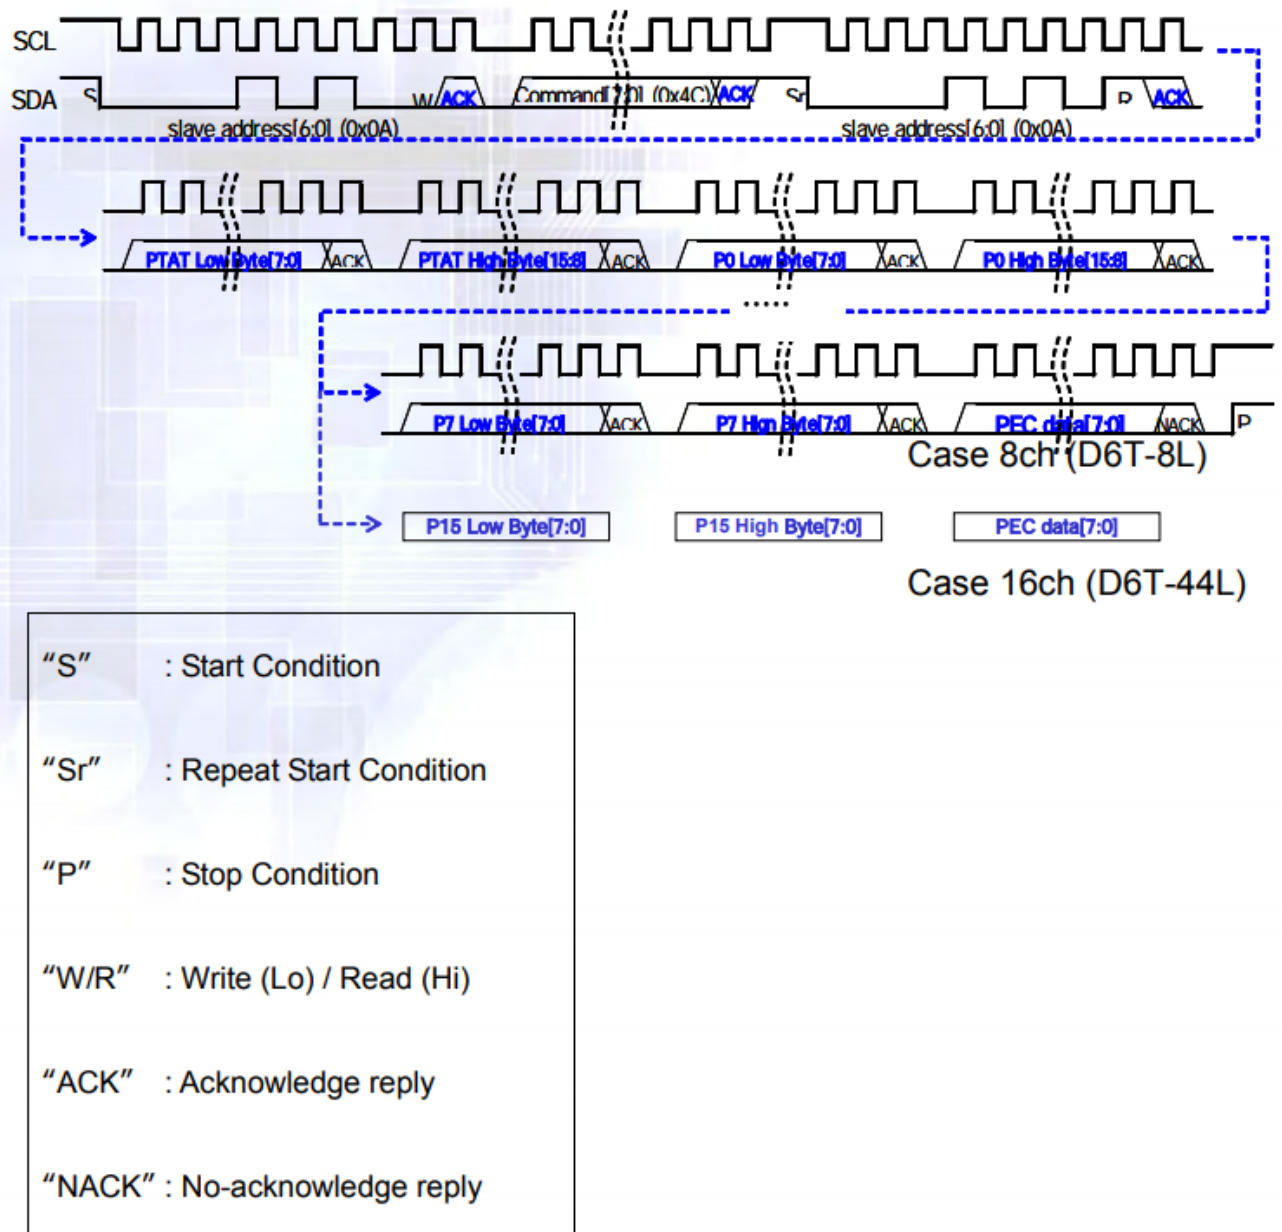 SCL
SDA S W ACK Command[7:0] (0x4C) ACK Sr R ACK
slave address[6:0] (0x0A) slave address[6:0] (0x0A)
PTAT Low Byte[7:0] ACK PTAT High Byte[15:8] ACK P0 Low Byte[7:0] ACK P0 High Byte[15:8] ACK
......
P7 Low Byte[7:0] ACK P7 High Byte[7:0] ACK PEC data[7:0] NACK P
Case 8ch (D6T-8L)
P15 Low Byte[7:0] P15 High Byte[7:0] PEC data[7:0]
Case 16ch (D6T-44L)
“S” : Start Condition
“Sr” : Repeat Start Condition
“P” : Stop Condition
“W/R” : Write (Lo) / Read (Hi)
“ACK” : Acknowledge reply
“NACK” : No-acknowledge reply